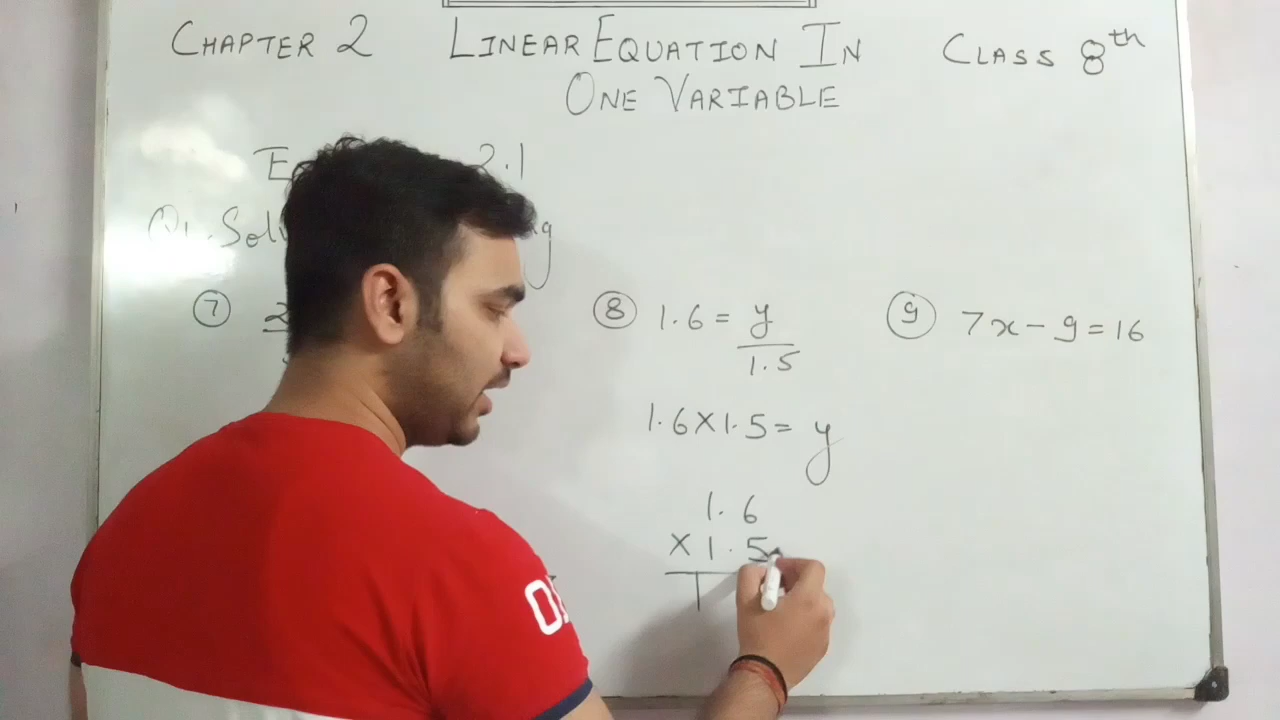 CHAPTER 2 LINEAR EQUATION IN CLASS 8th
ONE VARIABLE
2.1
Q1.
⑦ ⑧ 1.6 = y/1.5 ⑨ 7x - 9 = 16
1.6 × 1.5 = y
1.6
× 1.5